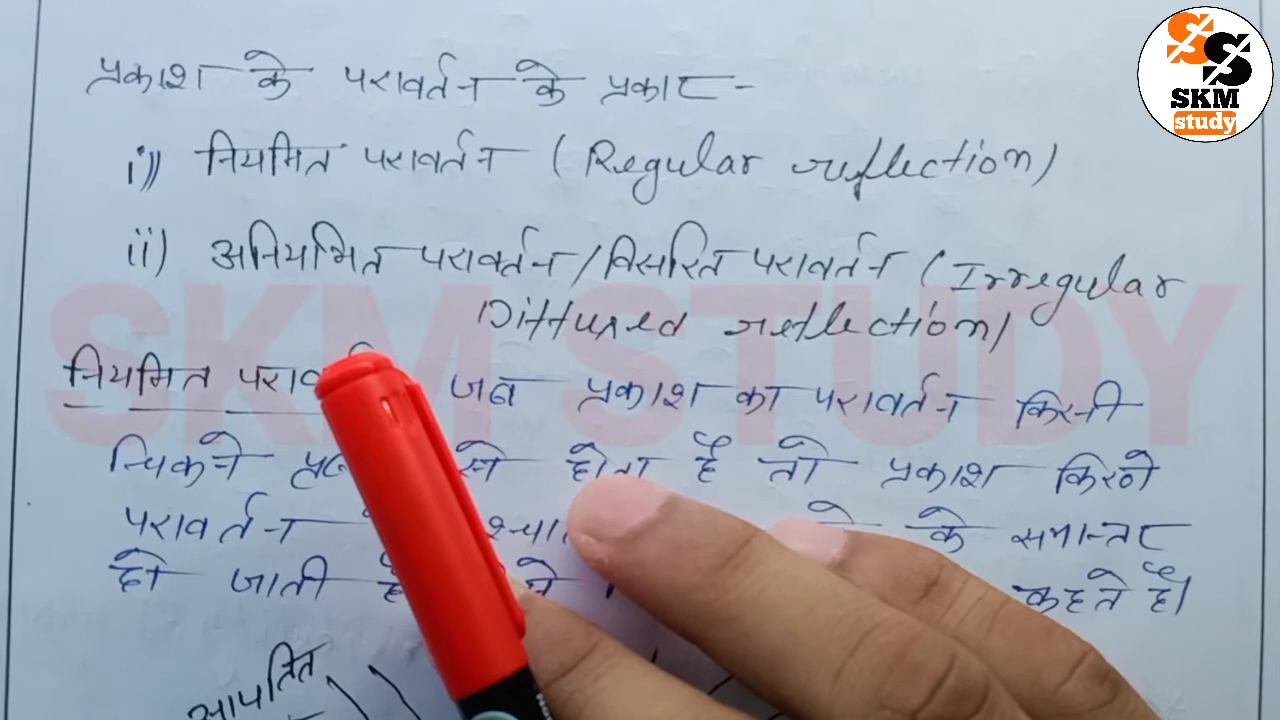 SS
SKM
study
प्रकाश के परावर्तन के प्रकार -
i) नियमित परावर्तन (Regular reflection)
ii) अनियमित परावर्तन / विसरित परावर्तन (Irregular
Diffused reflection)
SKM STUDY
नियमित जब प्रकाश का परावर्तन किसी
चिकने से होता है तो प्रकाश किरणे
परावर्तन के समान्तर
हो जाती कहते है।
आपतित